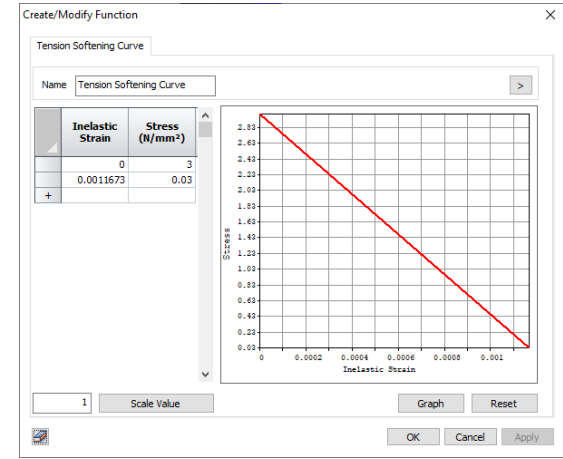 Create/Modify Function
Tension Softening Curve
Name Tension Softening Curve >
Inelastic Strain Stress (N/mm²)
0 3
0.0011673 0.03
+
2.83
2.63
2.43
2.23
2.03
1.83
1.63
1.43
1.23
1.03
0.83
0.63
0.43
0.23
0.03
Stress
0 0.0002 0.0004 0.0006 0.0008 0.001
Inelastic Strain
1 Scale Value Graph Reset
OK Cancel Apply